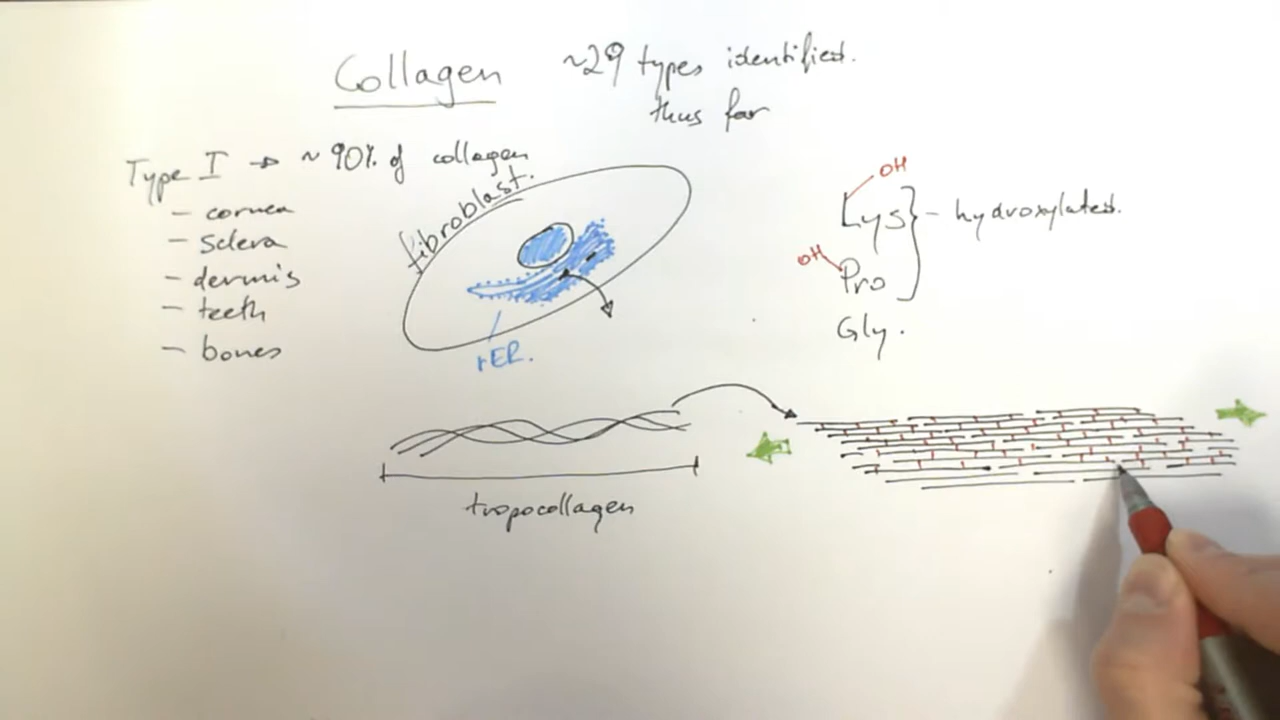 Collagen ~29 types identified.
thus far
Type I → ~90% of collagen
- cornea
- Sclera
- dermis
- teeth
- bones
fibroblast.
rER.
OH
Lys } - hydroxylated.
OH
Pro
Gly.
tropocollagen